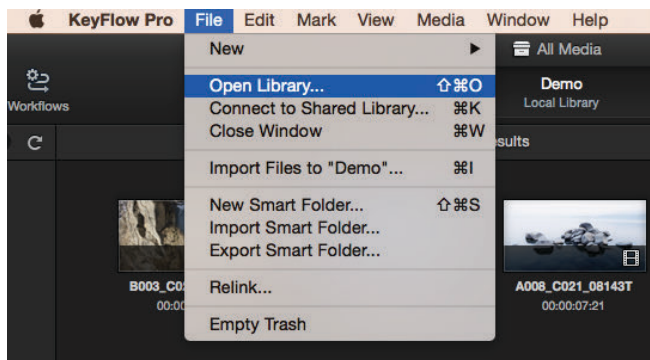 KeyFlow Pro File Edit Mark View Media Window Help
New
All Media
Open Library... ⇧⌘O
Demo
Workflows
Connect to Shared Library... ⌘K
Local Library
Close Window ⌘W
Import Files to "Demo"... ⌘I
New Smart Folder... ⇧⌘S
Import Smart Folder...
Export Smart Folder...
Relink...
A008_C021_08143T
00:00:07:21
Empty Trash